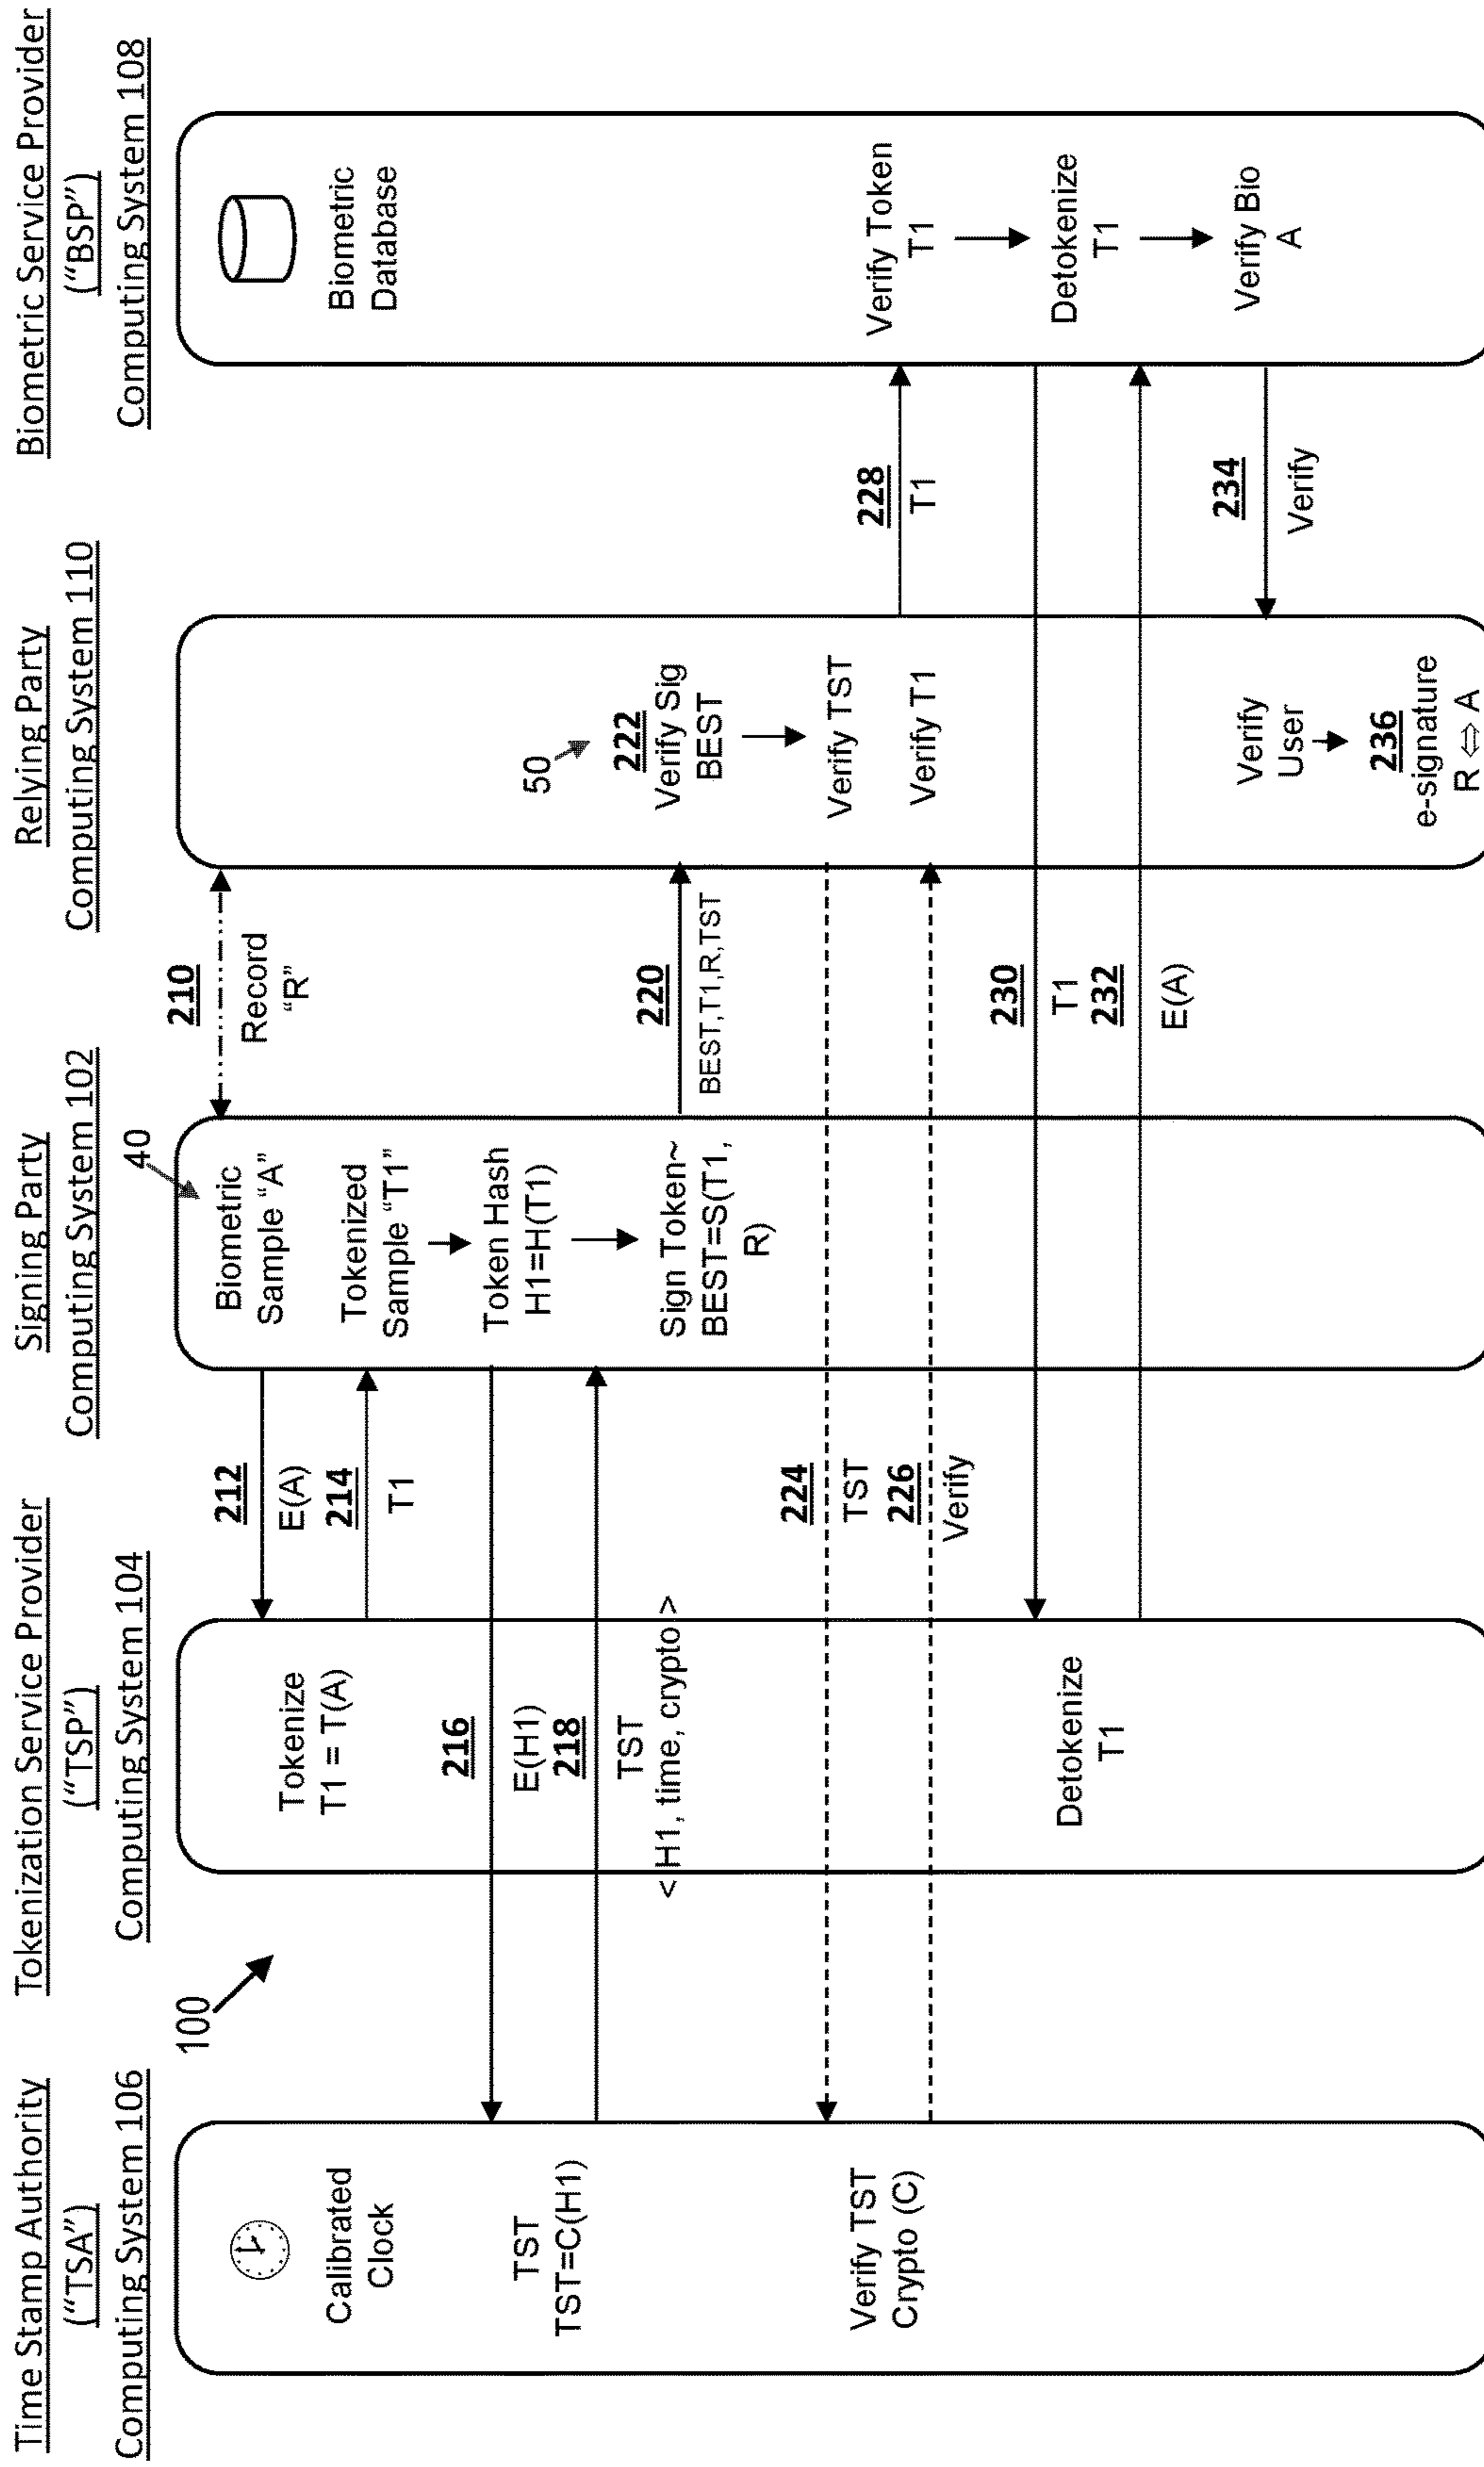 Time Stamp Authority
("TSA")
Computing System 106
Tokenization Service Provider
("TSP")
Computing System 104
Signing Party
Computing System 102
Relying Party
Computing System 110
Biometric Service Provider
("BSP")
Computing System 108
100
40
50
Calibrated
Clock
TST
TST=C(H1)
Verify TST
Crypto (C)
Tokenize
T1 = T(A)
216
E(H1)
218
TST
< H1, time, crypto >
Detokenize
T1
212
E(A)
214
T1
224
TST
226
Verify
Biometric
Sample “A”
Tokenized
Sample “T1”
Token Hash
H1=H(T1)
Sign Token~
BEST=S(T1,
R)
210
Record
“R”
220
BEST,T1,R,TST
230
T1
232
E(A)
222
Verify Sig
BEST
Verify TST
Verify T1
Verify
User
236
e-signature
R ⇔ A
228
T1
234
Verify
Biometric
Database
Verify Token
T1
Detokenize
T1
Verify Bio
A